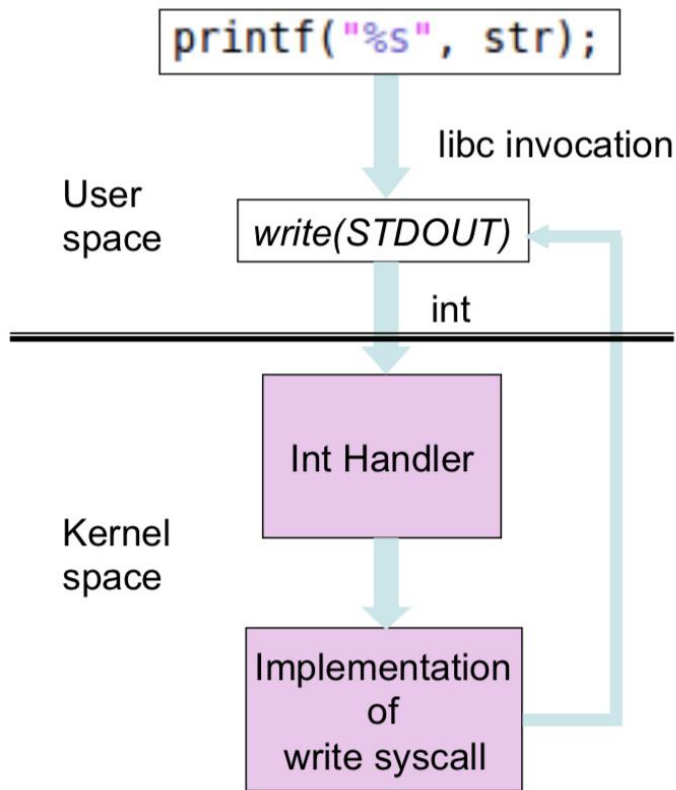 printf("%s", str);
libc invocation
User
space
write(STDOUT)
int
Int Handler
Kernel
space
Implementation
of
write syscall